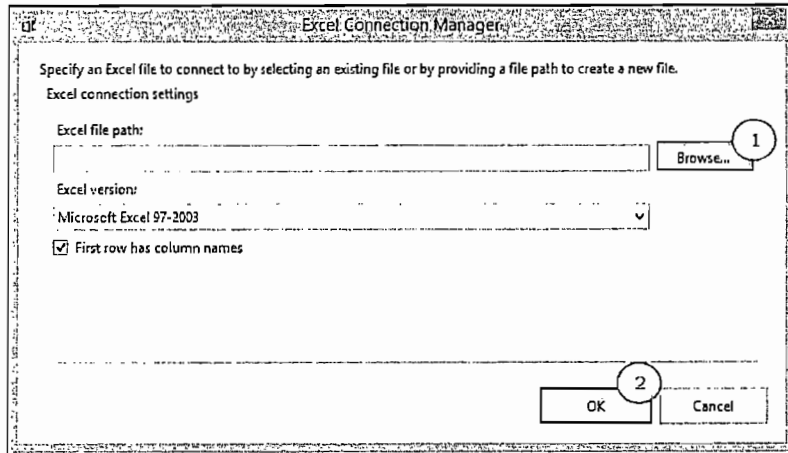 Excel Connection Manager
Specify an Excel file to connect to by selecting an existing file or by providing a file path to create a new file.
Excel connection settings
Excel file path:
1
Browse...
Excel version:
Microsoft Excel 97-2003
First row has column names
2
OK
Cancel